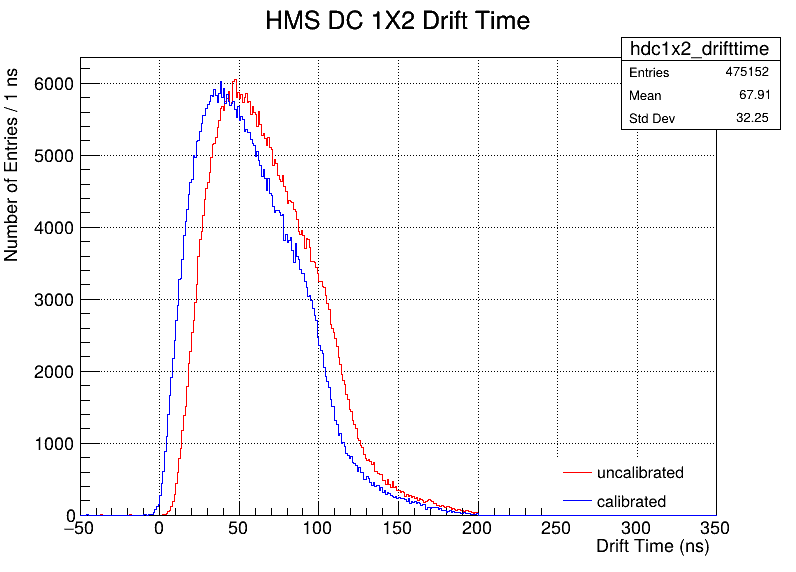 HMS DC 1X2 Drift Time
hdc1x2_drifttime
Entries 475152
Mean 67.91
Std Dev 32.25
Number of Entries / 1 ns
6000
5000
4000
3000
2000
1000
0
−50 0 50 100 150 200 250 300 350
Drift Time (ns)
uncalibrated
calibrated